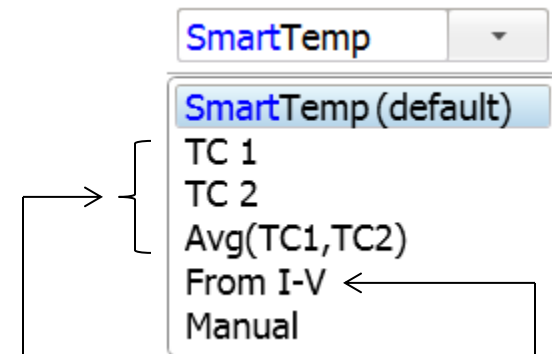 SmartTemp
SmartTemp (default)
TC 1
TC 2
Avg(TC1,TC2)
From I-V
Manual